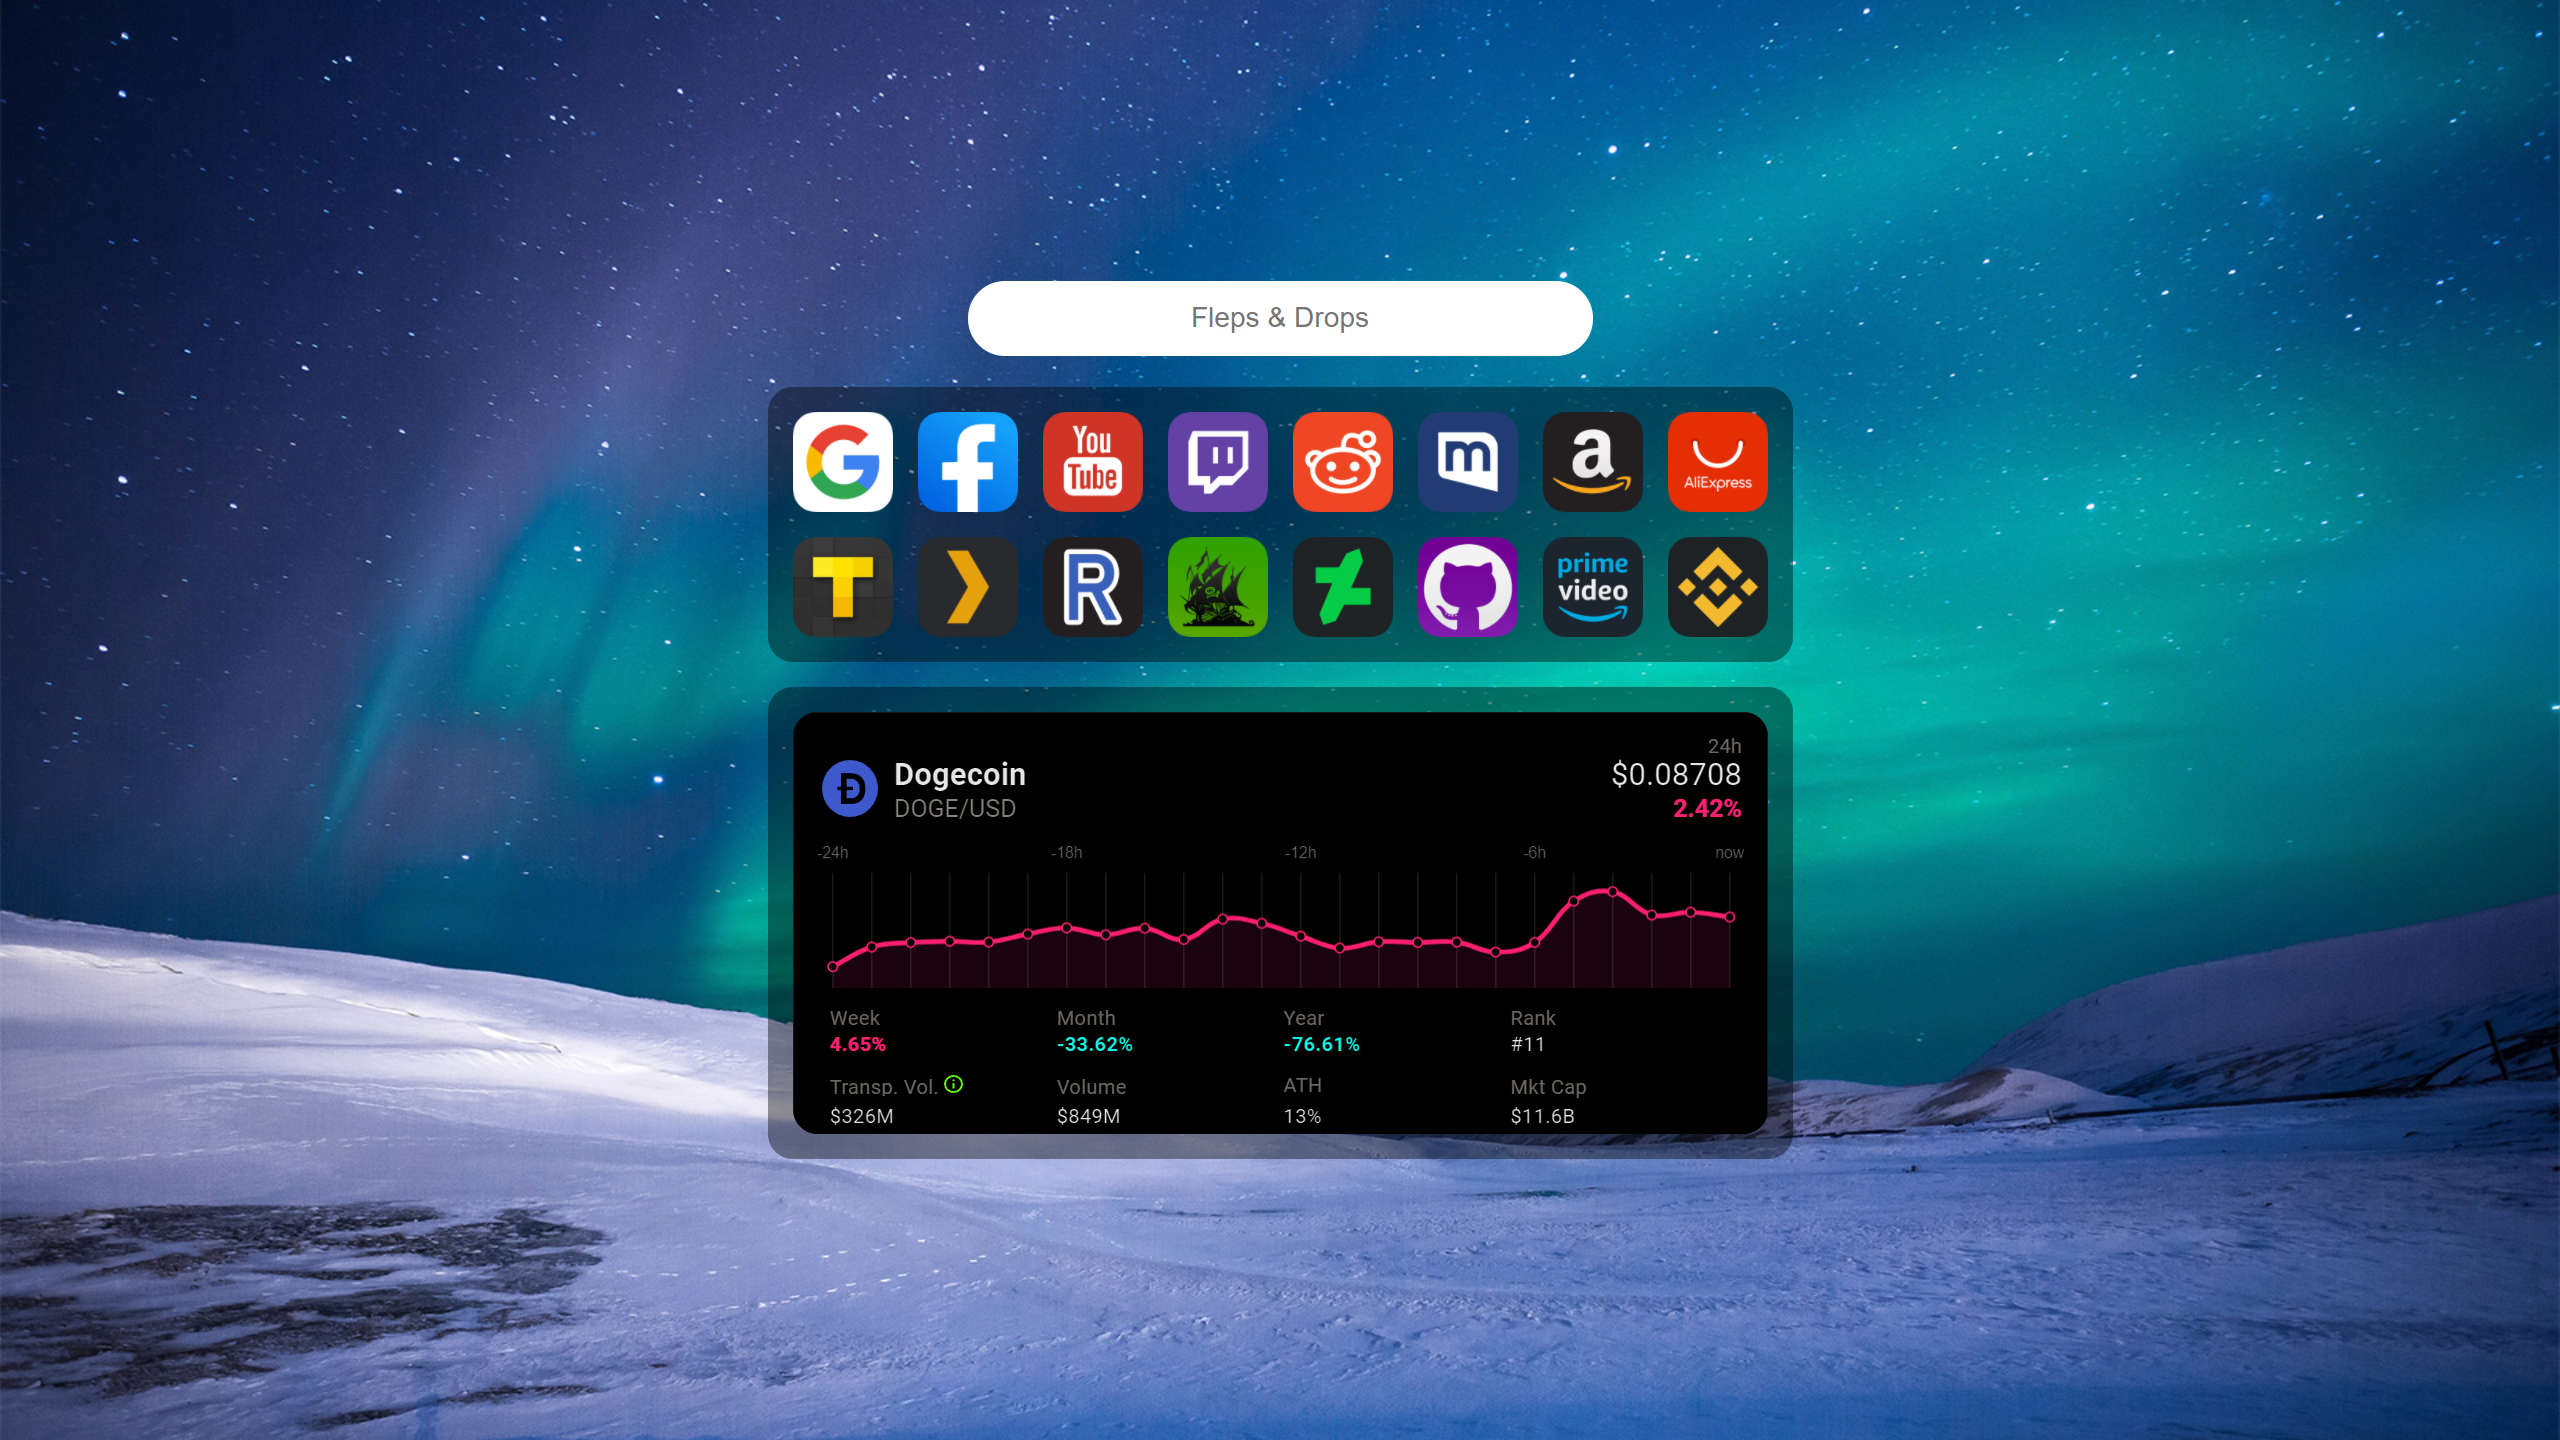 Fleps & Drops
You
Tube
m
a
AliExpress
T
R
prime
video
24h
Dogecoin
$0.08708
DOGE/USD
2.42%
-24h -18h -12h -6h now
Week Month Year Rank
4.65% -33.62% -76.61% #11
Transp. Vol. Volume ATH Mkt Cap
$326M $849M 13% $11.6B